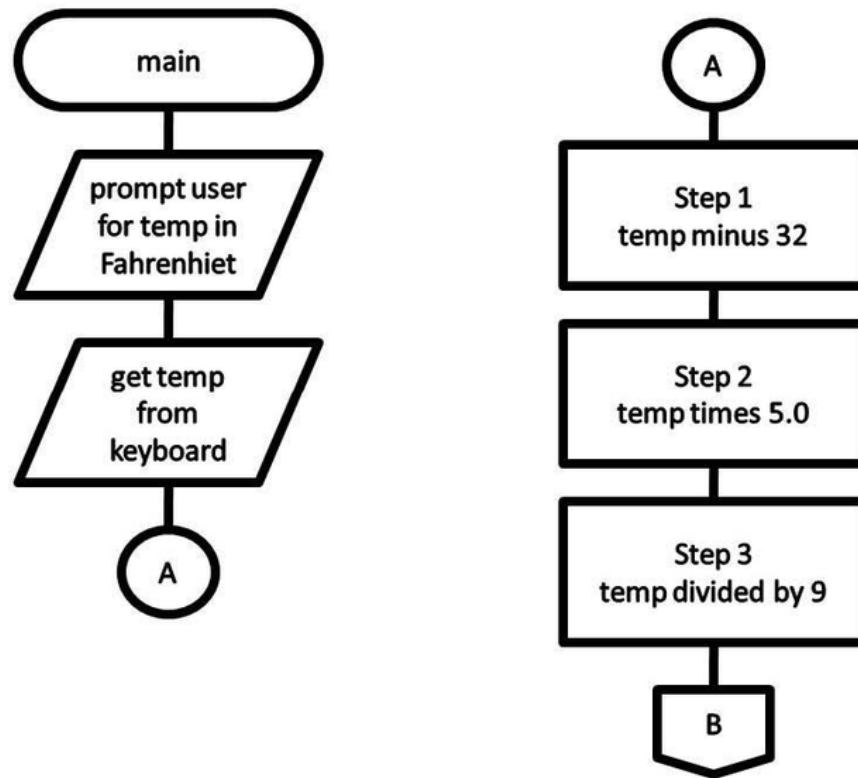 main
prompt user
for temp in
Fahrenhiet
get temp
from
keyboard
A
A
Step 1
temp minus 32
Step 2
temp times 5.0
Step 3
temp divided by 9
B